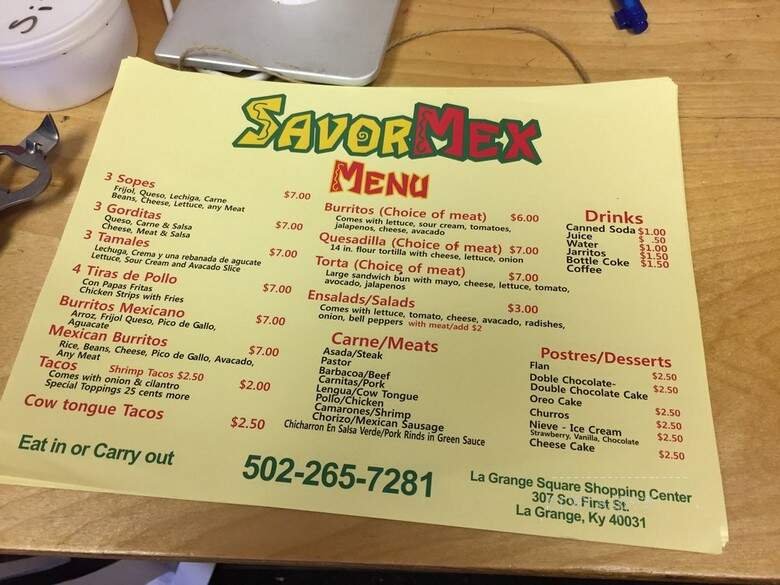 SAVORMEX
MENU
3 Sopes
Frijol, Queso, Lechiga, Carne
Beans, Cheese, Lettuce, any Meat
$7.00
3 Gorditas
Queso, Carne & Salsa
Cheese, Meat & Salsa
$7.00
3 Tamales
Lechuga, Crema y una rebanada de agucate
Lettuce, Sour Cream and Avacado Slice
$7.00
4 Tiras de Pollo
Con Papas Fritas
Chicken Strips with Fries
$7.00
Burritos Mexicano
Arroz, Frijol Queso, Pico de Gallo,
Aguacate
$7.00
Mexican Burritos
Rice, Beans, Cheese, Pico de Gallo, Avacado,
Any Meat
$7.00
Tacos Shrimp Tacos $2.50
Comes with onion & cilantro
Special Toppings 25 cents more
$2.00
Cow tongue Tacos $2.50
Burritos (Choice of meat) $6.00
Comes with lettuce, sour cream, tomatoes,
jalapenos, cheese, avacado
Quesadilla (Choice of meat) $7.00
14 in. flour tortilla with cheese, lettuce, onion
Torta (Choice of meat) $7.00
Large sandwich bun with mayo, cheese, lettuce, tomato,
avocado, jalapenos
Ensalads/Salads $3.00
Comes with lettuce, tomato, cheese, avacado, radishes,
onion, bell peppers with meat/add $2
Carne/Meats
Asada/Steak
Pastor
Barbacoa/Beef
Carnitas/Pork
Lengua/Cow Tongue
Pollo/Chicken
Camarones/Shrimp
Chorizo/Mexican Sausage
Chicharron En Salsa Verde/Pork Rinds in Green Sauce
Drinks
Canned Soda $1.00
Juice $ .50
Water $1.00
Jarritos $1.50
Bottle Coke $1.50
Coffee
Postres/Desserts
Flan $2.50
Doble Chocolate-
Double Chocolate Cake $2.50
Oreo Cake $2.50
Churros $2.50
Nieve - Ice Cream $2.50
Strawberry, Vanilla, Chocolate
Cheese Cake $2.50
Eat in or Carry out
502-265-7281
La Grange Square Shopping Center
307 So. First St.
La Grange, Ky 40031